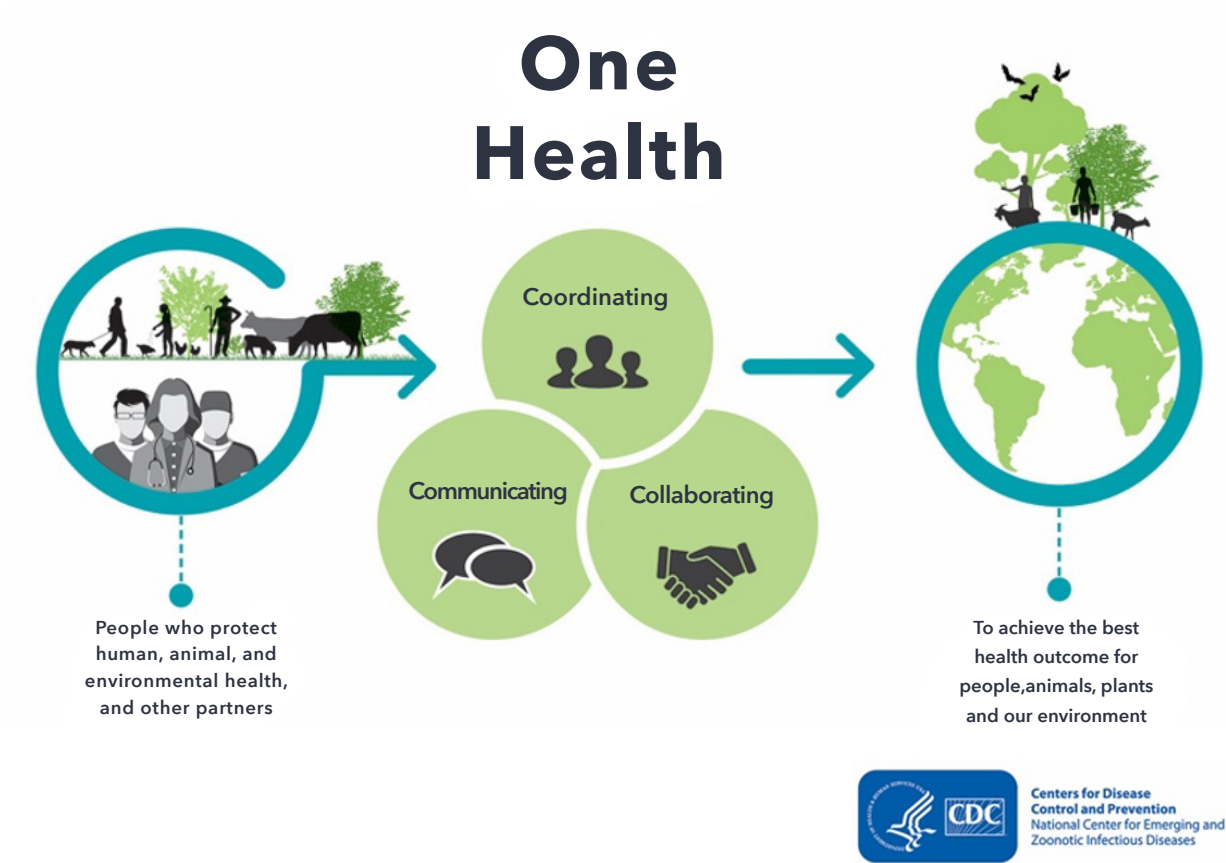 One
Health
Coordinating
Communicating
Collaborating
People who protect
human, animal, and
environmental health,
and other partners
To achieve the best
health outcome for
people,animals, plants
and our environment
CDC
Centers for Disease
Control and Prevention
National Center for Emerging and
Zoonotic Infectious Diseases